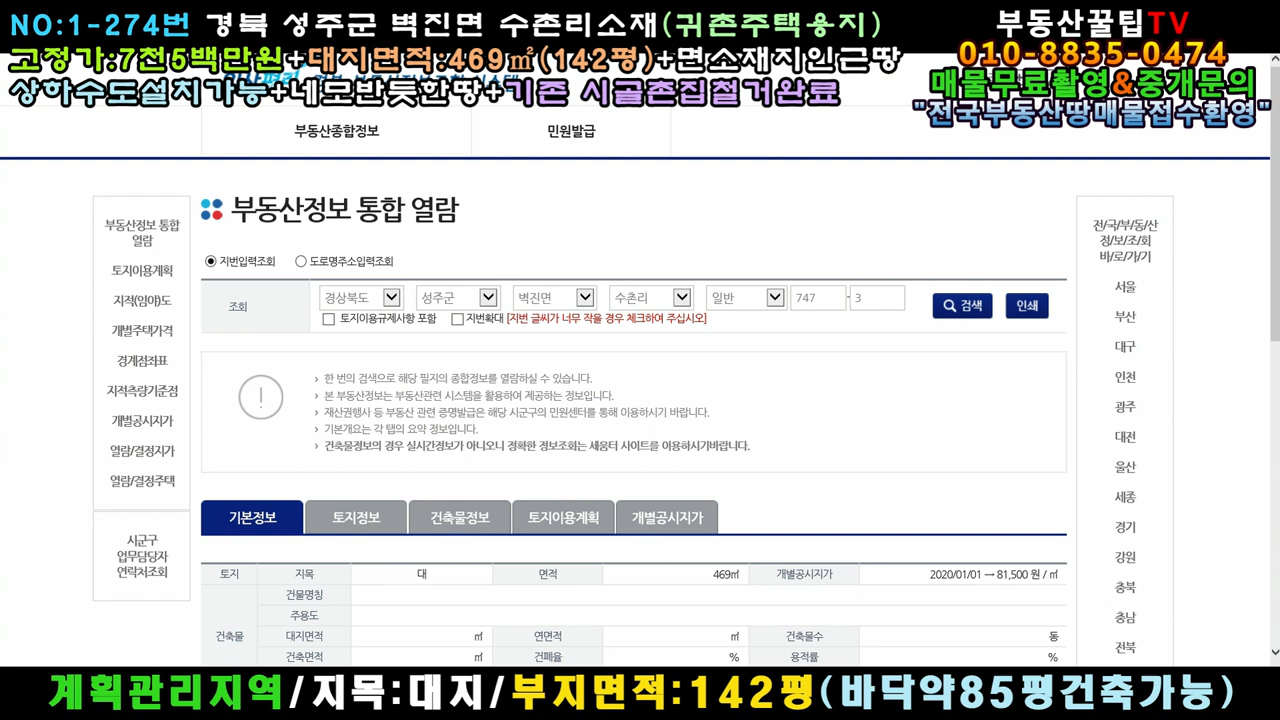 NO:1-274번 경북 성주군 벽진면 수촌리소재(귀촌주택용지)
고정가:7천5백만원+대지면적:469㎡(142평)+면소재지인근땅
상하수도설치가능+네모반듯한땅+기존 시골촌집철거완료
부동산꿀팁TV
010-8835-0474
매물무료촬영&중개문의
"전국부동산땅매물접수환영"
부동산종합정보 민원발급
부동산정보 통합
열람
토지이용계획
지적(임야)도
개별주택가격
경계점좌표
지적측량기준점
개별공시지가
열람/결정지가
열람/결정주택
시군구
업무담당자
연락처조회
부동산정보 통합 열람
지번입력조회 도로명주소입력조회
조회 경상북도 성주군 벽진면 수촌리 일반 747 - 3 검색 인쇄
토지이용규제사항 포함 지번확대 [지번 글씨가 너무 작을 경우 체크하여 주십시오]
› 한 번의 검색으로 해당 필지의 종합정보를 열람하실 수 있습니다.
› 본 부동산정보는 부동산관련 시스템을 활용하여 제공하는 정보입니다.
› 재산권행사 등 부동산 관련 증명발급은 해당 시군구의 민원센터를 통해 이용하시기 바랍니다.
› 기본개요는 각 탭의 요약 정보입니다.
› 건축물정보의 경우 실시간정보가 아니오니 정확한 정보조회는 세움터 사이트를 이용하시기바랍니다.
기본정보 토지정보 건축물정보 토지이용계획 개별공시지가
토지 지목 대 면적 469㎡ 개별공시지가 2020/01/01 → 81,500 원 / ㎡
건물명칭
주용도
건축물 대지면적 ㎡ 연면적 ㎡ 건축물수 동
건축면적 ㎡ 건폐율 % 용적률 %
전/국/부/동/산
정/보/조/회
바/로/가/기
서울
부산
대구
인천
광주
대전
울산
세종
경기
강원
충북
충남
전북
계획관리지역/지목:대지/부지면적:142평(바닥약85평건축가능)